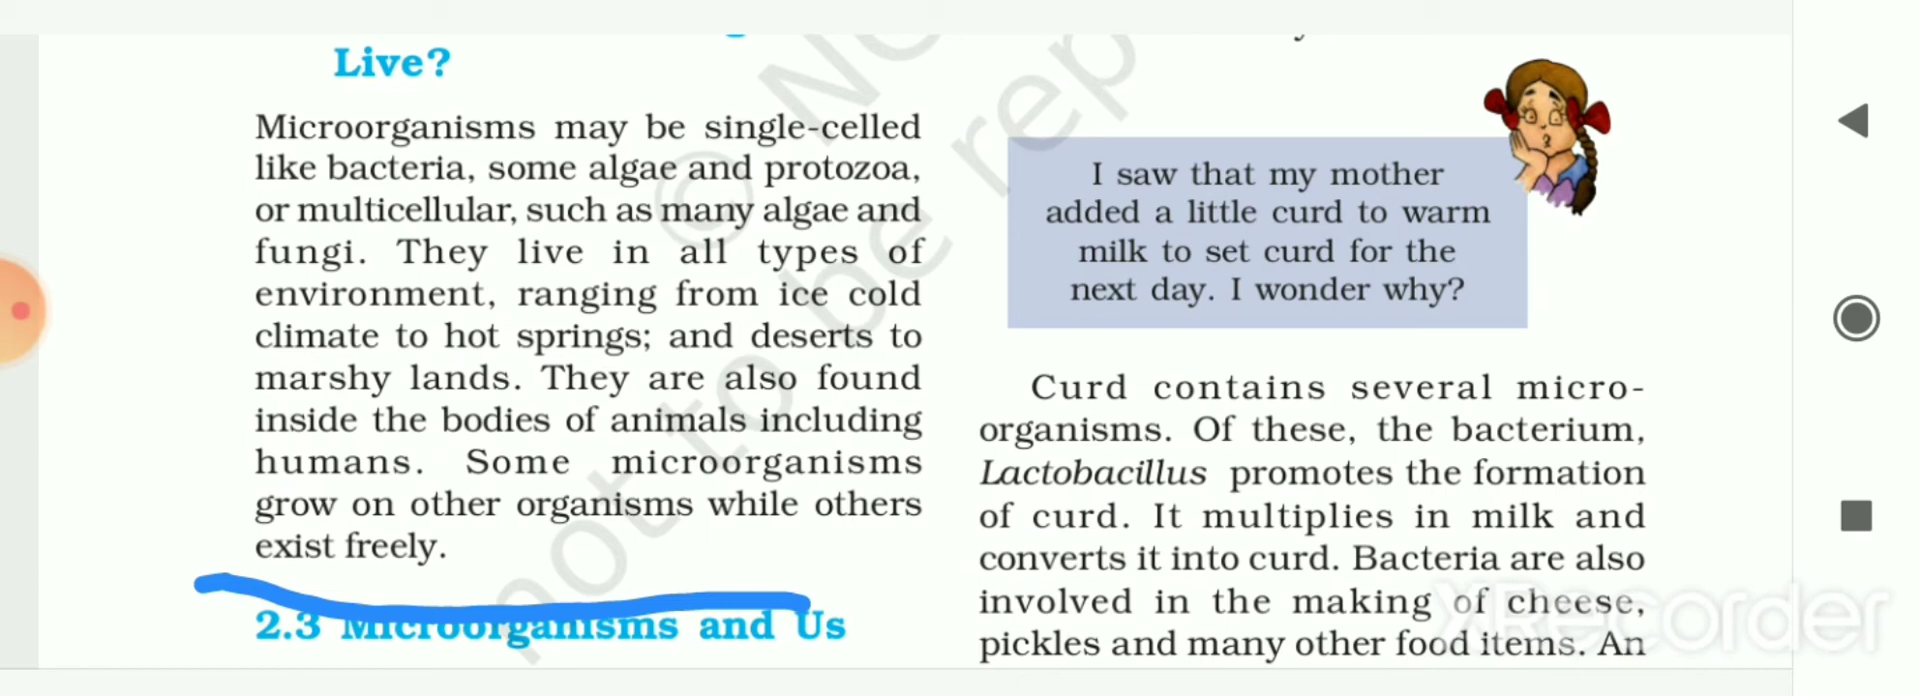 Live?
Microorganisms may be single-celled
like bacteria, some algae and protozoa,
or multicellular, such as many algae and
fungi. They live in all types of
environment, ranging from ice cold
climate to hot springs; and deserts to
marshy lands. They are also found
inside the bodies of animals including
humans. Some microorganisms
grow on other organisms while others
exist freely.
2.3 Microorganisms and Us
I saw that my mother
added a little curd to warm
milk to set curd for the
next day. I wonder why?
Curd contains several micro-
organisms. Of these, the bacterium,
Lactobacillus promotes the formation
of curd. It multiplies in milk and
converts it into curd. Bacteria are also
involved in the making of cheese,
pickles and many other food items. An
not to be rep
XRecorder